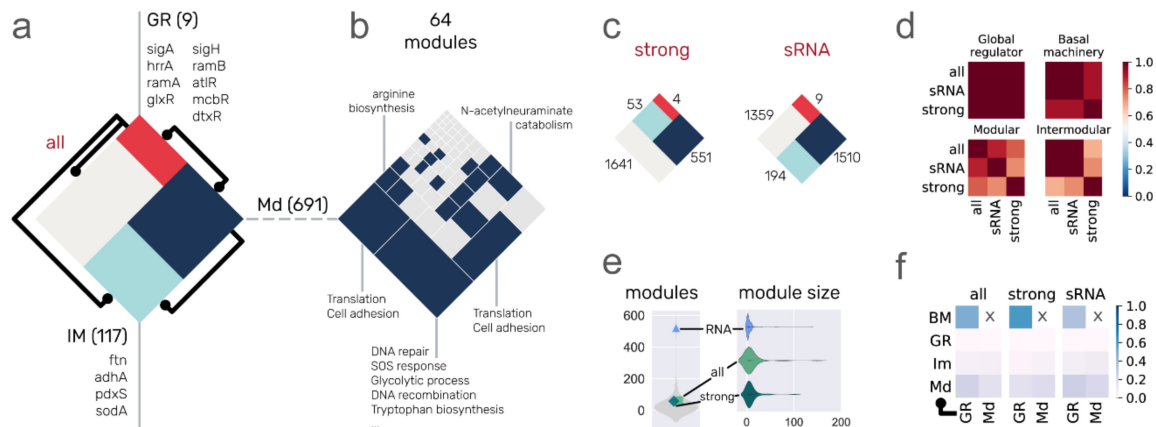 a
GR (9)
sigA sigH
hrrA ramB
ramA atlR
glxR mcbR
dtxR
all
Md (691)
IM (117)
ftn
adhA
pdxS
sodA
b
64
modules
arginine
biosynthesis
N-acetylneuraminate
catabolism
Translation
Cell adhesion
Translation
Cell adhesion
DNA repair
SOS response
Glycolytic process
DNA recombination
Tryptophan biosynthesis
...
c
strong
53
4
1641
551
sRNA
1359
9
194
1510
d
Global
regulator
Basal
machinery
all
sRNA
strong
Modular
Intermodular
all
sRNA
strong
all
sRNA
strong
all
sRNA
strong
1.0
0.8
0.6
0.4
0.2
0.0
e
modules
module size
600
400
200
0
RNA
all
strong
0
100
200
f
all strong sRNA
BM x x x
GR
Im
Md
GR
Md
GR
Md
GR
Md
1.0
0.8
0.6
0.4
0.2
0.0